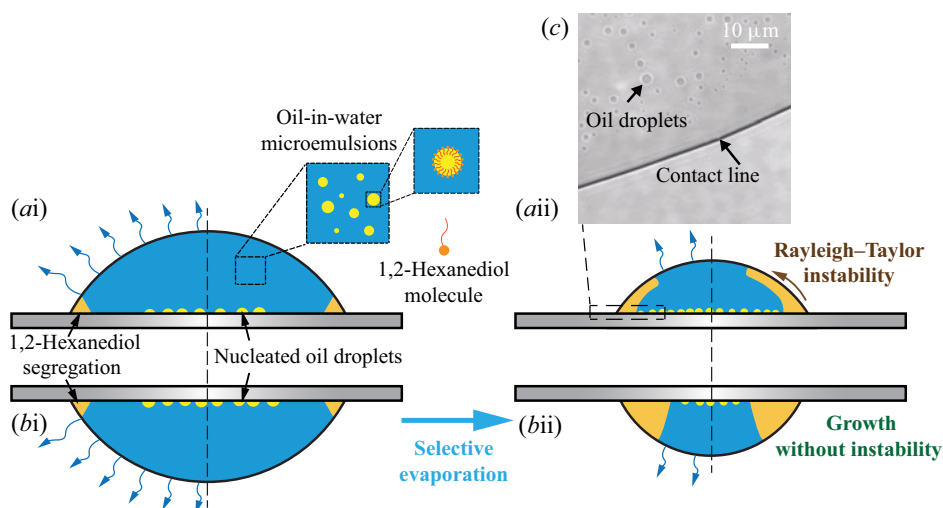 (c)
10 μm
Oil droplets
Contact line
Oil-in-water
microemulsions
(ai)
1,2-Hexanediol
molecule
(aii)
Rayleigh–Taylor
instability
1,2-Hexanediol
segregation
Nucleated oil droplets
(bi)
Selective
evaporation
(bii)
Growth
without instability